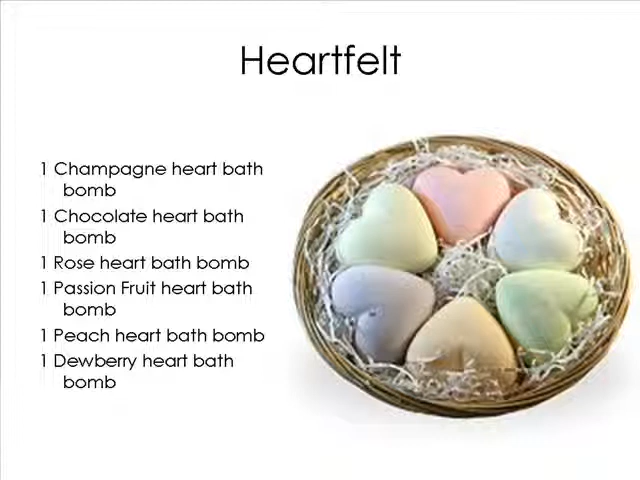 Heartfelt
1 Champagne heart bath
bomb
1 Chocolate heart bath
bomb
1 Rose heart bath bomb
1 Passion Fruit heart bath
bomb
1 Peach heart bath bomb
1 Dewberry heart bath
bomb